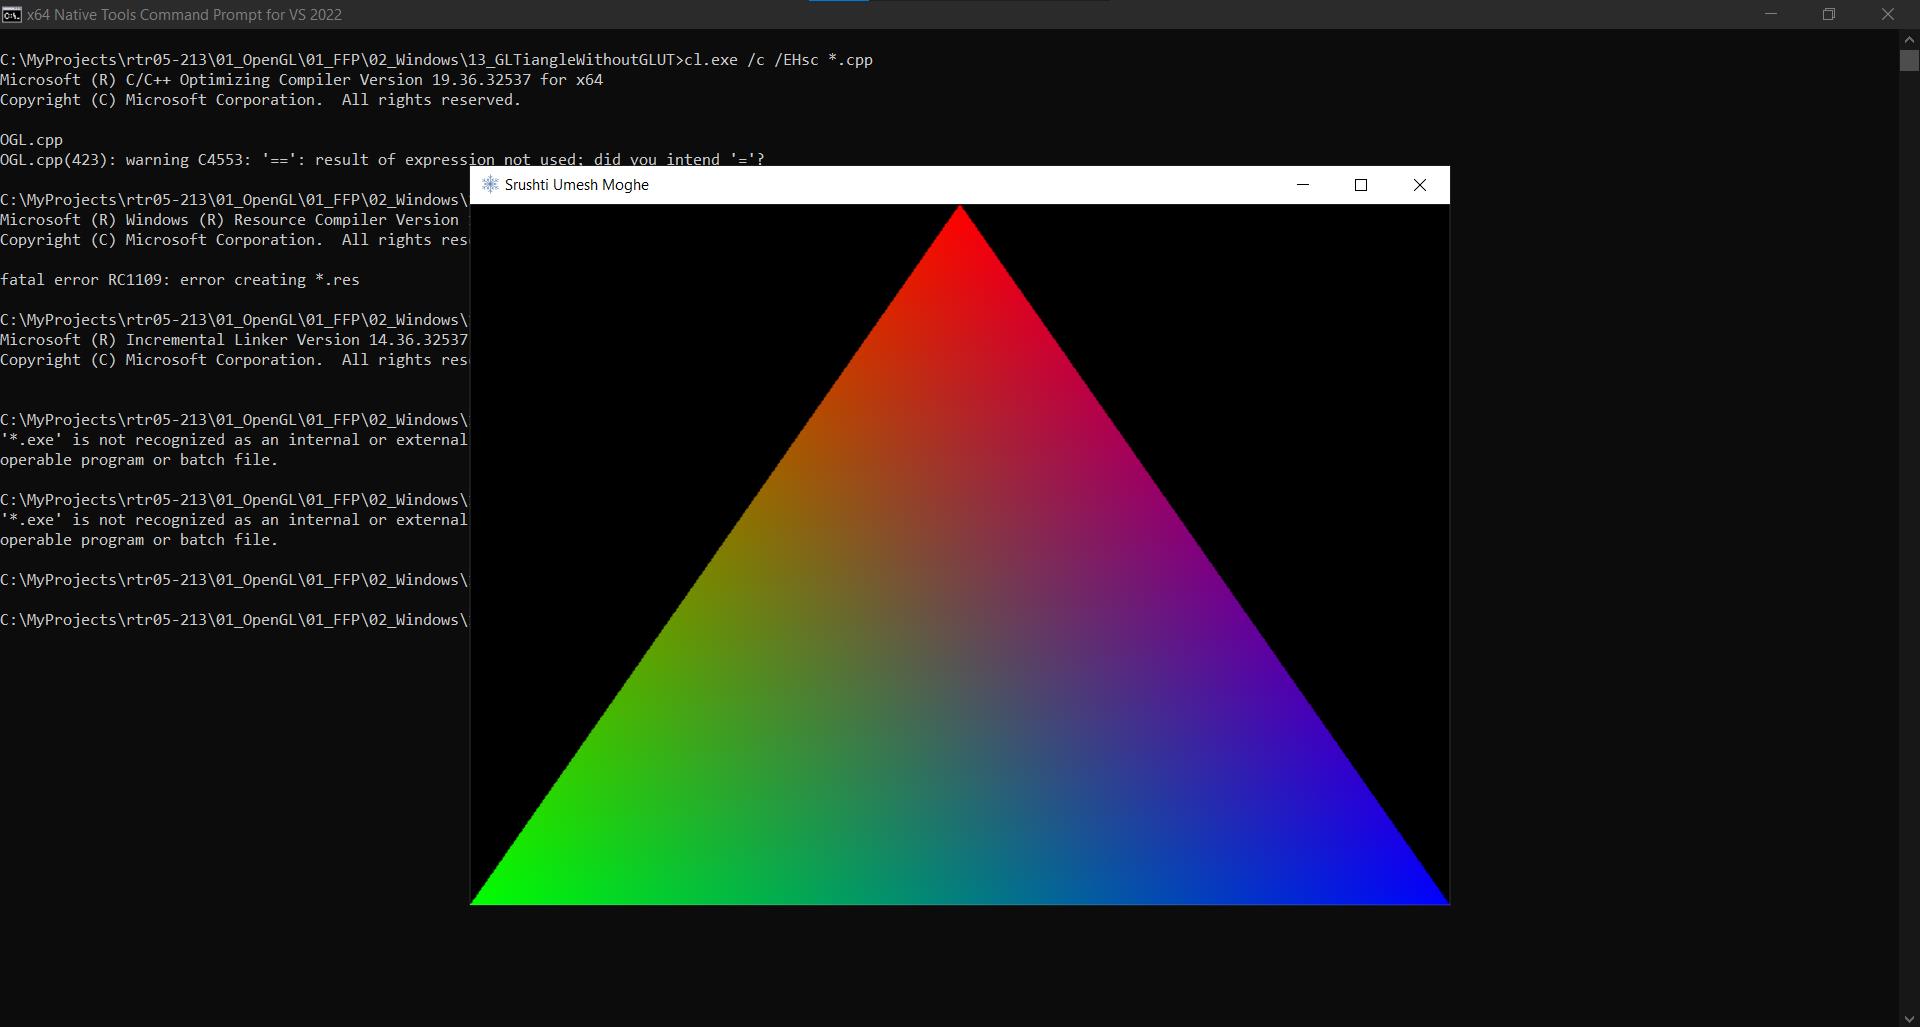 x64 Native Tools Command Prompt for VS 2022
C:\MyProjects\rtr05-213\01_OpenGL\01_FFP\02_Windows\13_GLTiangleWithoutGLUT>cl.exe /c /EHsc *.cpp
Microsoft (R) C/C++ Optimizing Compiler Version 19.36.32537 for x64
Copyright (C) Microsoft Corporation.  All rights reserved.
OGL.cpp
OGL.cpp(423): warning C4553: '==': result of expression not used; did you intend '='?
Srushti Umesh Moghe
C:\MyProjects\rtr05-213\01_OpenGL\01_FFP\02_Windows\
Microsoft (R) Windows (R) Resource Compiler Version
Copyright (C) Microsoft Corporation.  All rights res
fatal error RC1109: error creating *.res
C:\MyProjects\rtr05-213\01_OpenGL\01_FFP\02_Windows\
Microsoft (R) Incremental Linker Version 14.36.32537
Copyright (C) Microsoft Corporation.  All rights res
C:\MyProjects\rtr05-213\01_OpenGL\01_FFP\02_Windows\
'*.exe' is not recognized as an internal or external
operable program or batch file.
C:\MyProjects\rtr05-213\01_OpenGL\01_FFP\02_Windows\
'*.exe' is not recognized as an internal or external
operable program or batch file.
C:\MyProjects\rtr05-213\01_OpenGL\01_FFP\02_Windows\
C:\MyProjects\rtr05-213\01_OpenGL\01_FFP\02_Windows\